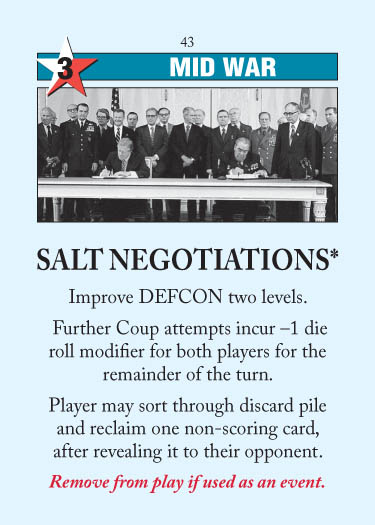 43
3
MID WAR
SALT NEGOTIATIONS*
Improve DEFCON two levels.
Further Coup attempts incur –1 die
roll modifier for both players for the
remainder of the turn.
Player may sort through discard pile
and reclaim one non-scoring card,
after revealing it to their opponent.
Remove from play if used as an event.